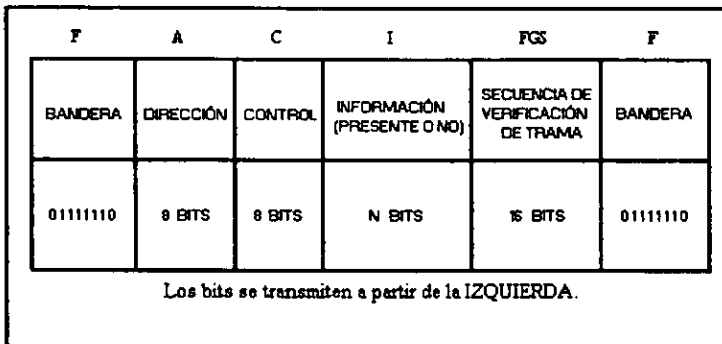 F A C I FGS F
BANDERA DIRECCIÓN CONTROL INFORMACIÓN (PRESENTE O NO) SECUENCIA DE VERIFICACIÓN DE TRAMA BANDERA
01111110 8 BITS 8 BITS N BITS 16 BITS 01111110
Los bits se transmiten a partir de la IZQUIERDA.